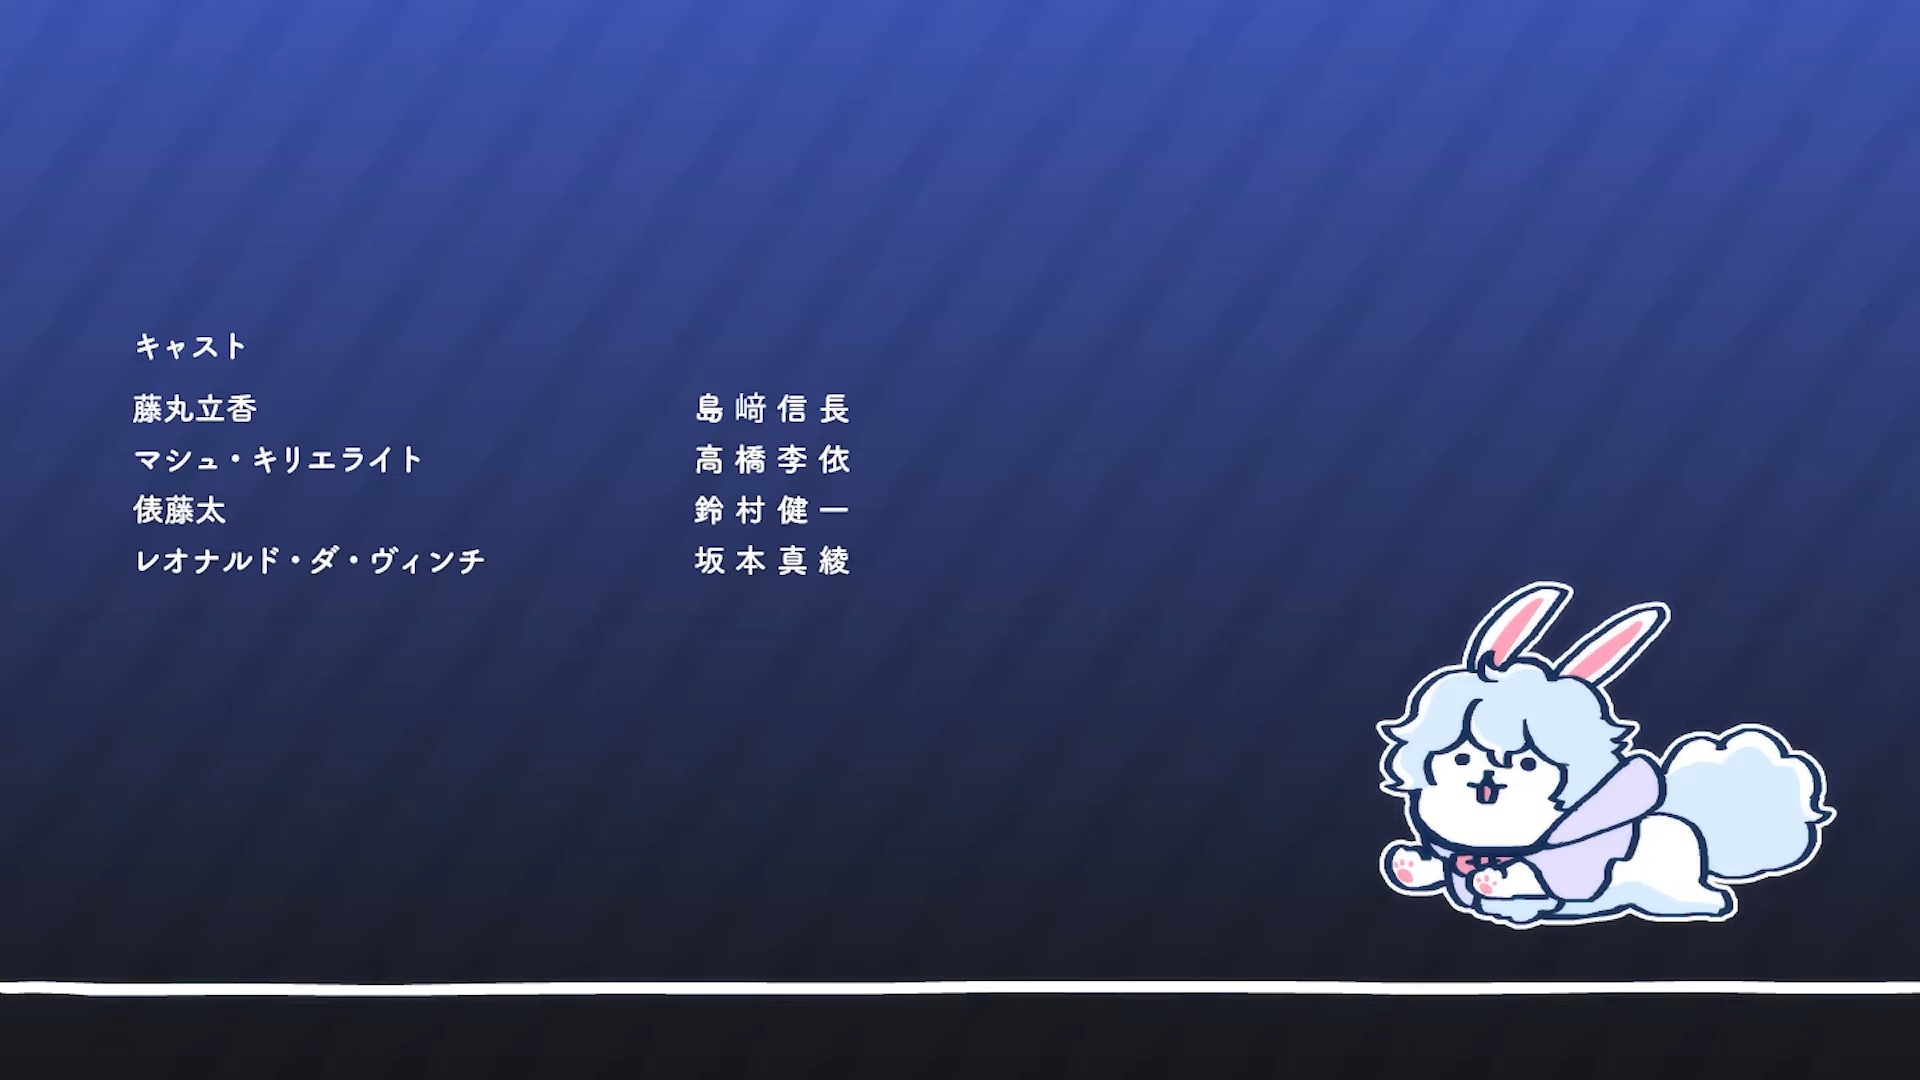 キャスト
藤丸立香 島﨑信長
マシュ・キリエライト 高橋李依
俵藤太 鈴村健一
レオナルド・ダ・ヴィンチ 坂本真綾